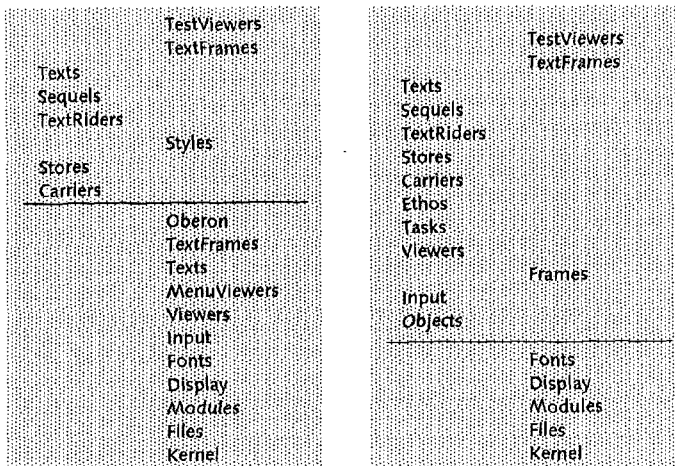 TestViewers
TextFrames
Texts
Sequels
TextRiders
Styles
Stores
Carriers
Oberon
TextFrames
Texts
MenuViewers
Viewers
Input
Fonts
Display
Modules
Files
Kernel
TestViewers
TextFrames
Texts
Sequels
TextRiders
Stores
Carriers
Ethos
Tasks
Viewers
Frames
Input
Objects
Fonts
Display
Modules
Files
Kernel